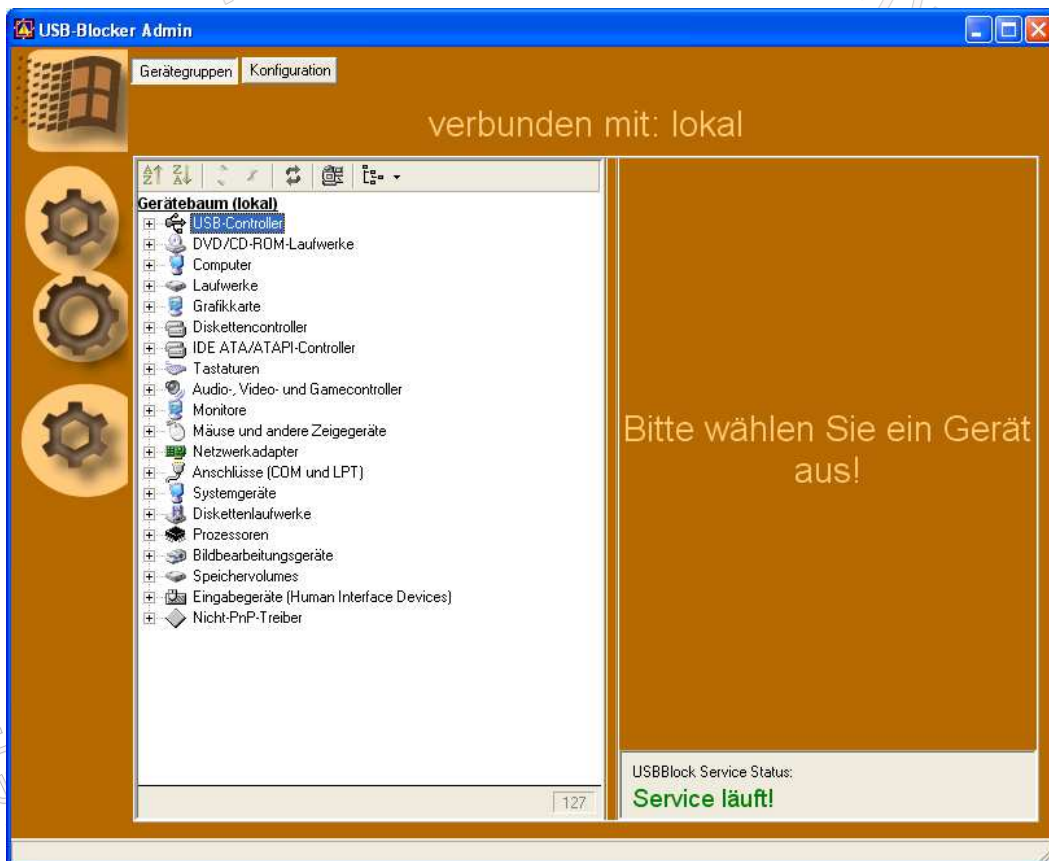 USB-Blocker Admin
Gerätegruppen Konfiguration
verbunden mit: lokal
Gerätebaum (lokal)
USB-Controller
DVD/CD-ROM-Laufwerke
Computer
Laufwerke
Grafikkarte
Diskettencontroller
IDE ATA/ATAPI-Controller
Tastaturen
Audio-, Video- und Gamecontroller
Monitore
Mäuse und andere Zeigegeräte
Netzwerkadapter
Anschlüsse (COM und LPT)
Systemgeräte
Diskettenlaufwerke
Prozessoren
Bildbearbeitungsgeräte
Speichervolumes
Eingabegeräte (Human Interface Devices)
Nicht-PnP-Treiber
127
Bitte wählen Sie ein Gerät
aus!
USBBlock Service Status:
Service läuft!